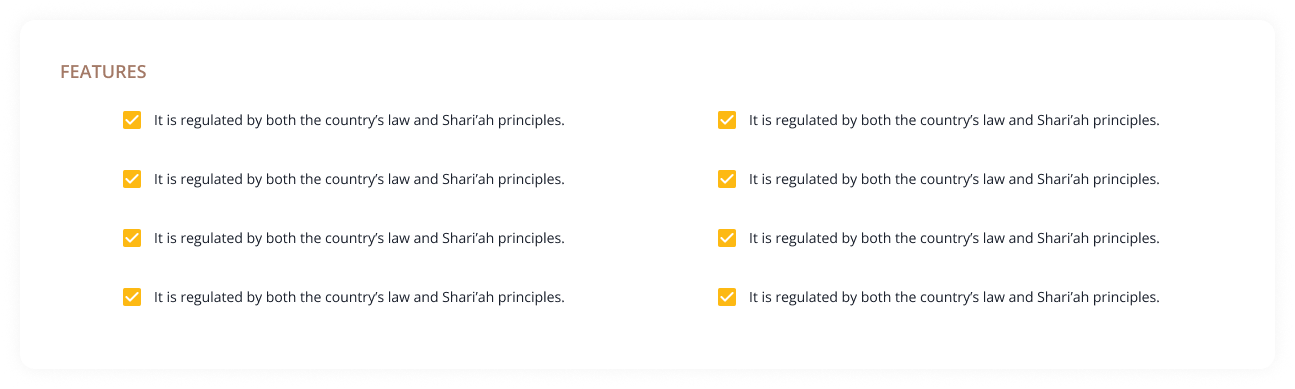 FEATURES
It is regulated by both the country’s law and Shari’ah principles.
It is regulated by both the country’s law and Shari’ah principles.
It is regulated by both the country’s law and Shari’ah principles.
It is regulated by both the country’s law and Shari’ah principles.
It is regulated by both the country’s law and Shari’ah principles.
It is regulated by both the country’s law and Shari’ah principles.
It is regulated by both the country’s law and Shari’ah principles.
It is regulated by both the country’s law and Shari’ah principles.